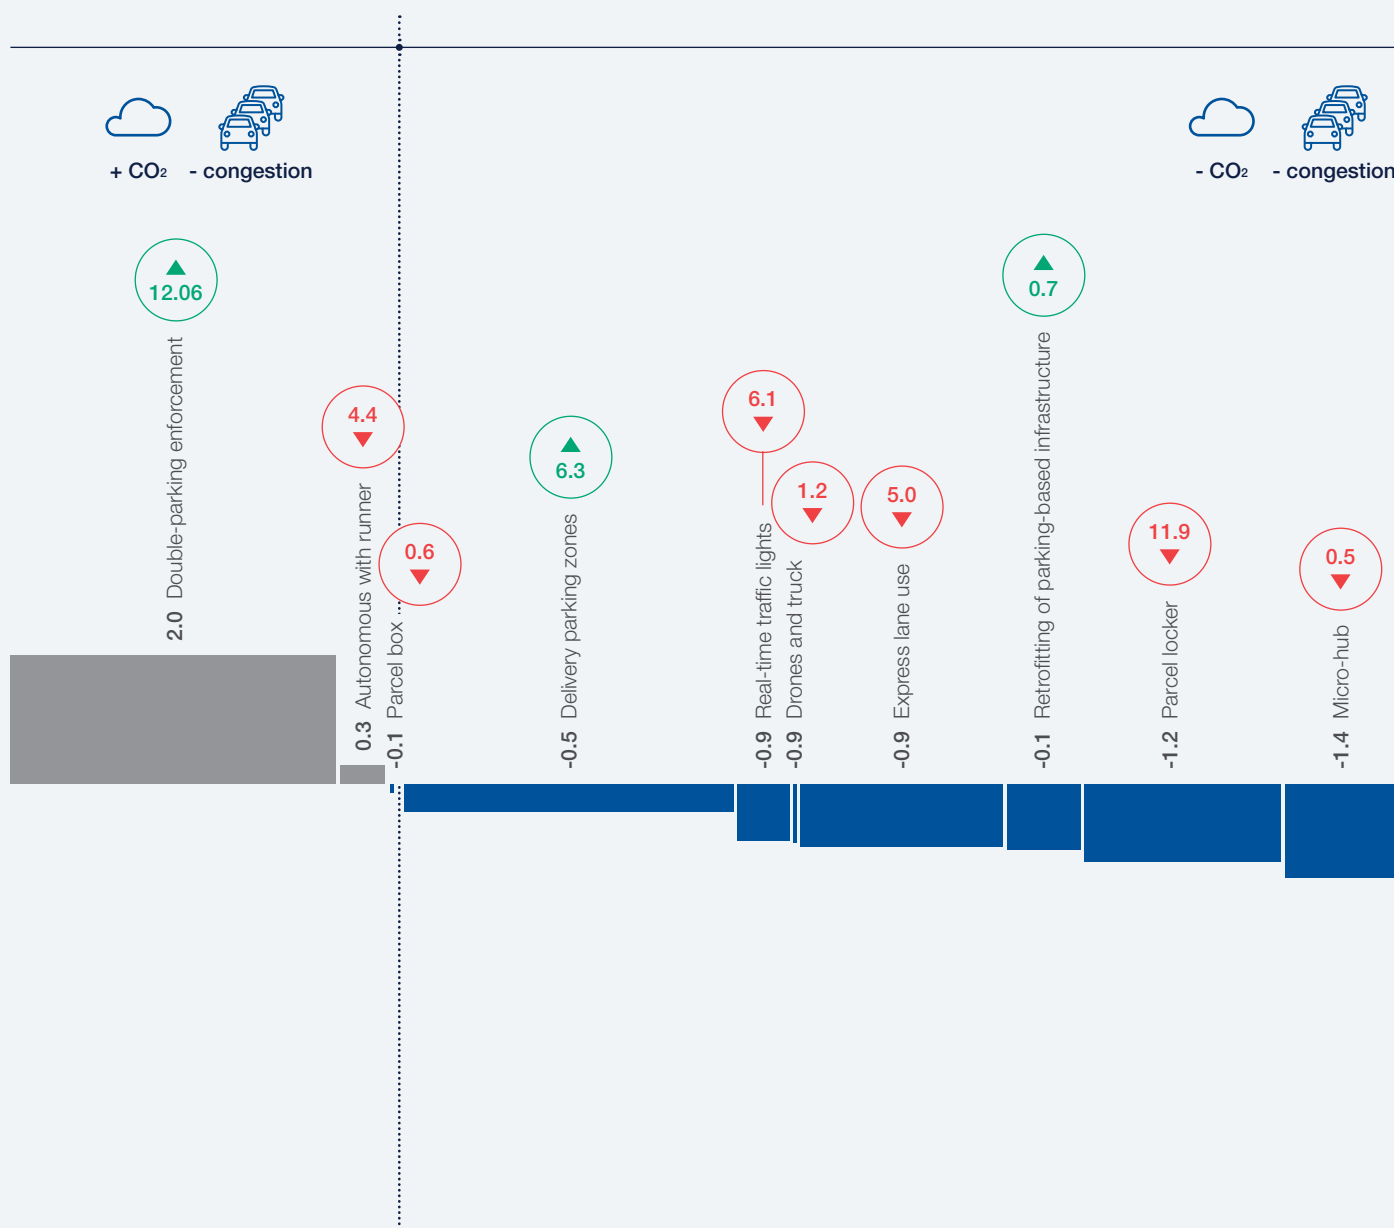 + CO₂ - congestion
- CO₂ - congestion
12.06
2.0 Double-parking enforcement
4.4
0.3 Autonomous with runner
0.6
-0.1 Parcel box
6.3
-0.5 Delivery parking zones
6.1
-0.9 Real-time traffic lights
1.2
-0.9 Drones and truck
5.0
-0.9 Express lane use
0.7
-0.1 Retrofitting of parking-based infrastructure
11.9
-1.2 Parcel locker
0.5
-1.4 Micro-hub